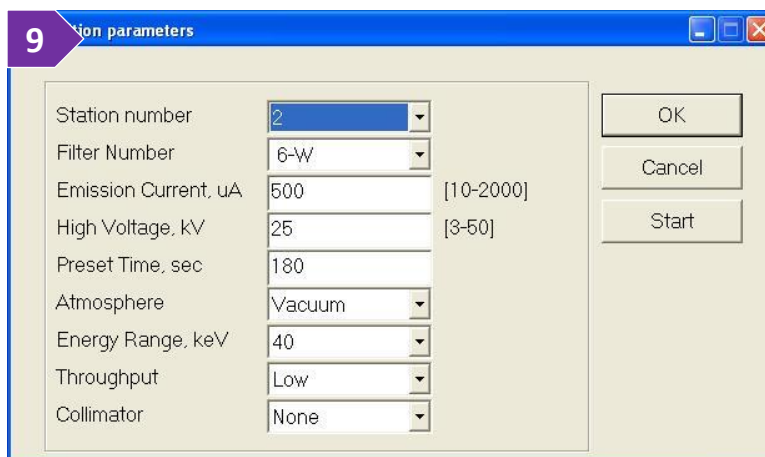 9
tion parameters
Station number 2
Filter Number 6-W
Emission Current, uA 500 [10-2000]
High Voltage, kV 25 [3-50]
Preset Time, sec 180
Atmosphere Vacuum
Energy Range, keV 40
Throughput Low
Collimator None
OK
Cancel
Start